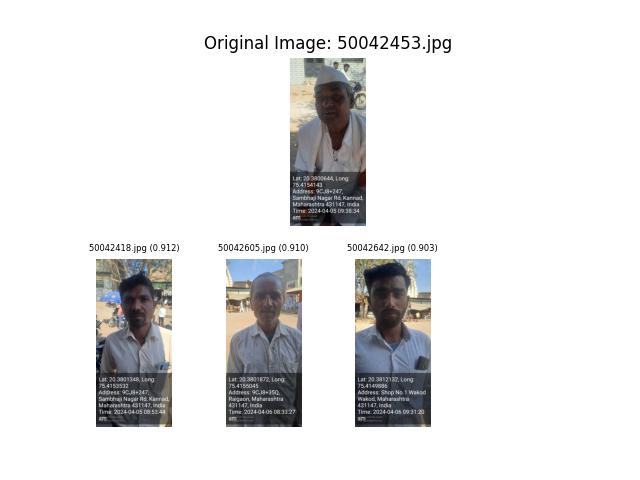 Original Image: 50042453.jpg
Lat: 20.3800644, Long:
75.4154143
Address: 9CJ8+247,
Sambhaji Nagar Rd, Kannad,
Maharashtra 431147, India
Time: 2024-04-05 09:38:34
am
50042418.jpg (0.912)
50042605.jpg (0.910)
50042642.jpg (0.903)
Lat: 20.3801348, Long:
75.4153532
Address: 9CJ8+247,
Sambhaji Nagar Rd, Kannad,
Maharashtra 431147, India
Time: 2024-04-05 08:53:44
am
Lat: 20.3801872, Long:
75.4155045
Address: 9CJ8+35Q,
Raigaon, Maharashtra
431147, India
Time: 2024-04-06 08:33:27
am
Lat: 20.3812132, Long:
75.4149886
Address: Shop No.1 Wakod
Wakod, Maharashtra
431147, India
Time: 2024-04-06 09:31:20
am